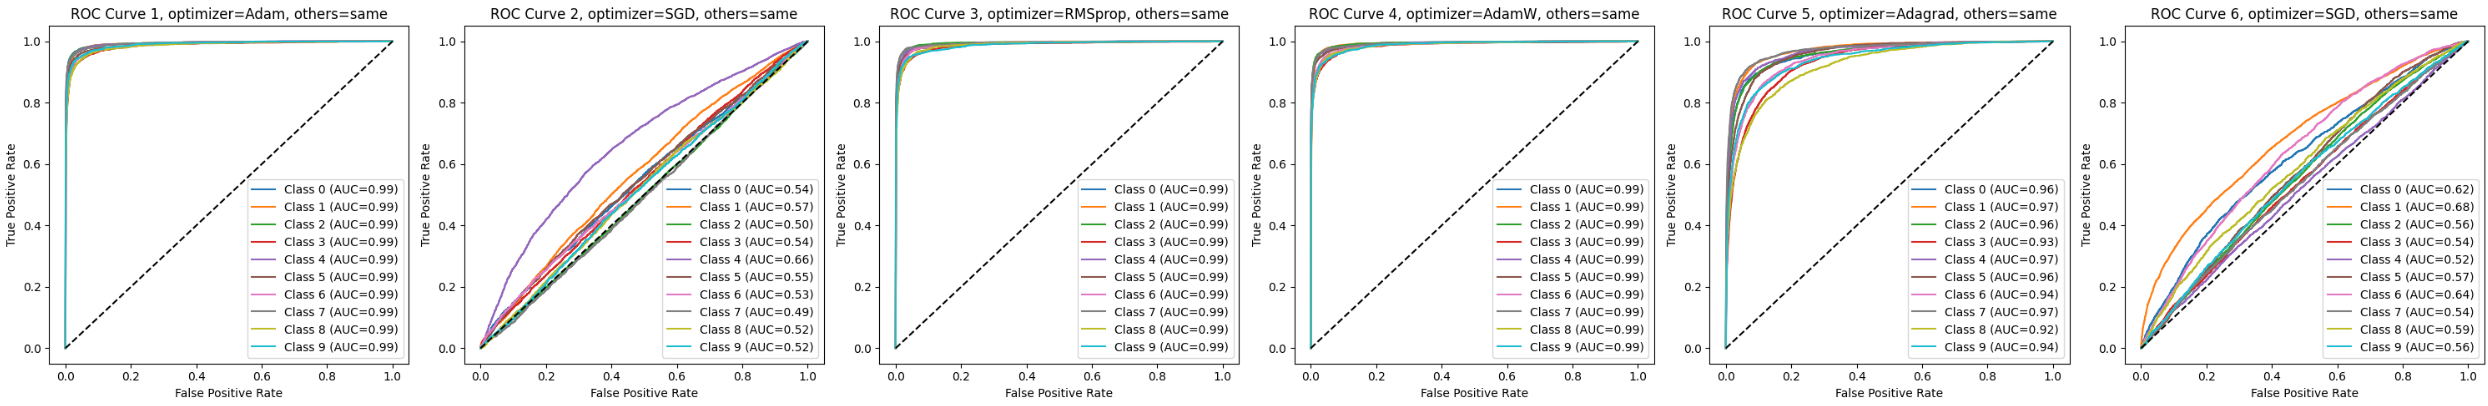 ROC Curve 1, optimizer=Adam, others=same
True Positive Rate
1.0
0.8
0.6
0.4
0.2
0.0
Class 0 (AUC=0.99)
Class 1 (AUC=0.99)
Class 2 (AUC=0.99)
Class 3 (AUC=0.99)
Class 4 (AUC=0.99)
Class 5 (AUC=0.99)
Class 6 (AUC=0.99)
Class 7 (AUC=0.99)
Class 8 (AUC=0.99)
Class 9 (AUC=0.99)
0.0 0.2 0.4 0.6 0.8 1.0
False Positive Rate
ROC Curve 2, optimizer=SGD, others=same
True Positive Rate
1.0
0.8
0.6
0.4
0.2
0.0
Class 0 (AUC=0.54)
Class 1 (AUC=0.57)
Class 2 (AUC=0.50)
Class 3 (AUC=0.54)
Class 4 (AUC=0.66)
Class 5 (AUC=0.55)
Class 6 (AUC=0.53)
Class 7 (AUC=0.49)
Class 8 (AUC=0.52)
Class 9 (AUC=0.52)
0.0 0.2 0.4 0.6 0.8 1.0
False Positive Rate
ROC Curve 3, optimizer=RMSprop, others=same
True Positive Rate
1.0
0.8
0.6
0.4
0.2
0.0
Class 0 (AUC=0.99)
Class 1 (AUC=0.99)
Class 2 (AUC=0.99)
Class 3 (AUC=0.99)
Class 4 (AUC=0.99)
Class 5 (AUC=0.99)
Class 6 (AUC=0.99)
Class 7 (AUC=0.99)
Class 8 (AUC=0.99)
Class 9 (AUC=0.99)
0.0 0.2 0.4 0.6 0.8 1.0
False Positive Rate
ROC Curve 4, optimizer=AdamW, others=same
True Positive Rate
1.0
0.8
0.6
0.4
0.2
0.0
Class 0 (AUC=0.99)
Class 1 (AUC=0.99)
Class 2 (AUC=0.99)
Class 3 (AUC=0.99)
Class 4 (AUC=0.99)
Class 5 (AUC=0.99)
Class 6 (AUC=0.99)
Class 7 (AUC=0.99)
Class 8 (AUC=0.99)
Class 9 (AUC=0.99)
0.0 0.2 0.4 0.6 0.8 1.0
False Positive Rate
ROC Curve 5, optimizer=Adagrad, others=same
True Positive Rate
1.0
0.8
0.6
0.4
0.2
0.0
Class 0 (AUC=0.96)
Class 1 (AUC=0.97)
Class 2 (AUC=0.96)
Class 3 (AUC=0.93)
Class 4 (AUC=0.97)
Class 5 (AUC=0.96)
Class 6 (AUC=0.94)
Class 7 (AUC=0.97)
Class 8 (AUC=0.92)
Class 9 (AUC=0.94)
0.0 0.2 0.4 0.6 0.8 1.0
False Positive Rate
ROC Curve 6, optimizer=SGD, others=same
True Positive Rate
1.0
0.8
0.6
0.4
0.2
0.0
Class 0 (AUC=0.62)
Class 1 (AUC=0.68)
Class 2 (AUC=0.56)
Class 3 (AUC=0.54)
Class 4 (AUC=0.52)
Class 5 (AUC=0.57)
Class 6 (AUC=0.64)
Class 7 (AUC=0.54)
Class 8 (AUC=0.59)
Class 9 (AUC=0.56)
0.0 0.2 0.4 0.6 0.8 1.0
False Positive Rate